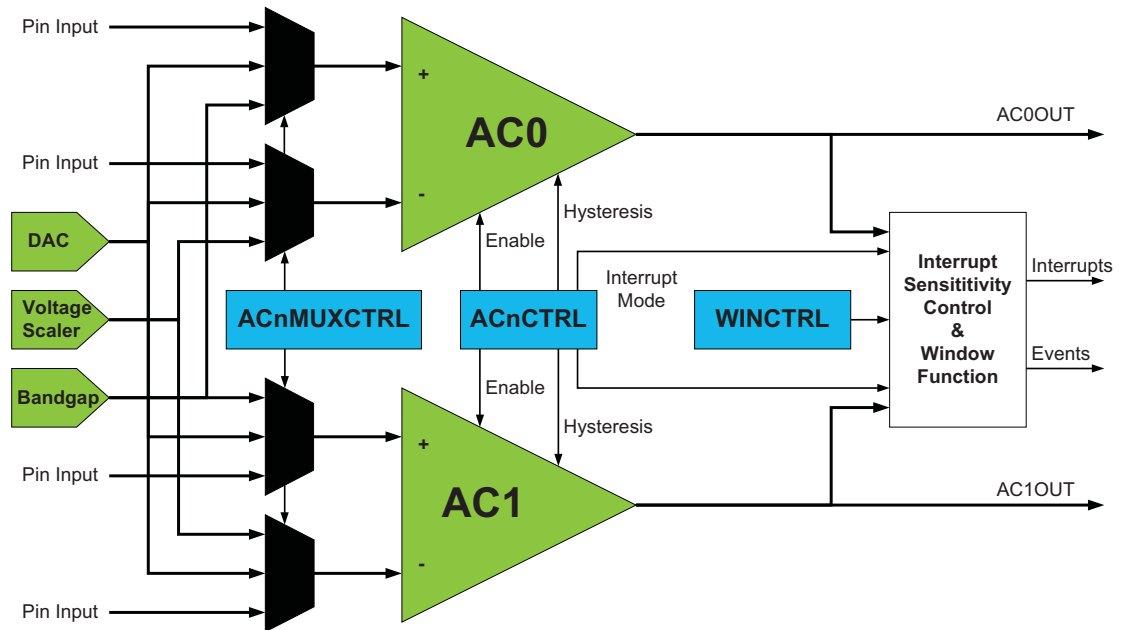 Pin Input
+
AC0
AC0OUT
Pin Input
-
Hysteresis
DAC
Enable
Interrupt
Sensititivity
Control
&
Window
Function
Interrupts
Interrupt
Mode
Voltage
Scaler
ACnMUXCTRL
ACnCTRL
WINCTRL
Events
Bandgap
Enable
Hysteresis
+
Pin Input
AC1
AC1OUT
-
Pin Input